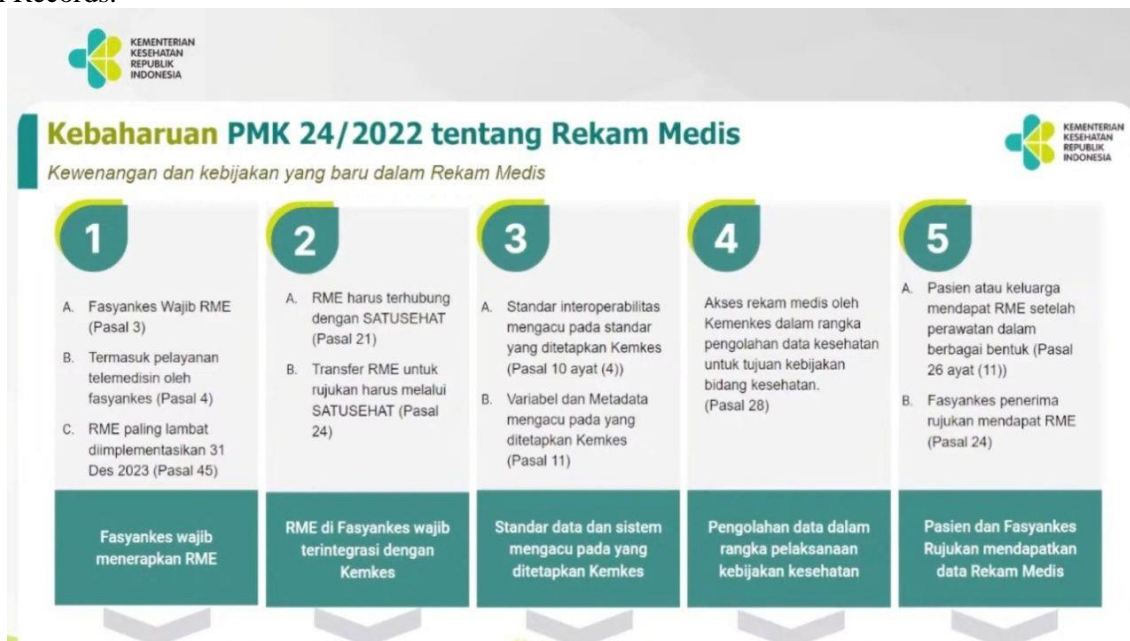 KEMENTERIAN
KESEHATAN
REPUBLIK
INDONESIA
Kebaharuan PMK 24/2022 tentang Rekam Medis
Kewenangan dan kebijakan yang baru dalam Rekam Medis
KEMENTERIAN
KESEHATAN
REPUBLIK
INDONESIA
1
A. Fasyankes Wajib RME
(Pasal 3)
B. Termasuk pelayanan
telemedisin oleh
fasyankes (Pasal 4)
C. RME paling lambat
diimplementasikan 31
Des 2023 (Pasal 45)
Fasyankes wajib
menerapkan RME
2
A. RME harus terhubung
dengan SATUSEHAT
(Pasal 21)
B. Transfer RME untuk
rujukan harus melalui
SATUSEHAT (Pasal
24)
RME di Fasyankes wajib
terintegrasi dengan
Kemkes
3
A. Standar interoperabilitas
mengacu pada standar
yang ditetapkan Kemkes
(Pasal 10 ayat (4))
B. Variabel dan Metadata
mengacu pada yang
ditetapkan Kemkes
(Pasal 11)
Standar data dan sistem
mengacu pada yang
ditetapkan Kemkes
4
Akses rekam medis oleh
Kemenkes dalam rangka
pengolahan data kesehatan
untuk tujuan kebijakan
bidang kesehatan.
(Pasal 28)
Pengolahan data dalam
rangka pelaksanaan
kebijakan kesehatan
5
A. Pasien atau keluarga
mendapat RME setelah
perawatan dalam
berbagai bentuk (Pasal
26 ayat (11))
B. Fasyankes penerima
rujukan mendapat RME
(Pasal 24)
Pasien dan Fasyankes
Rujukan mendapatkan
data Rekam Medis